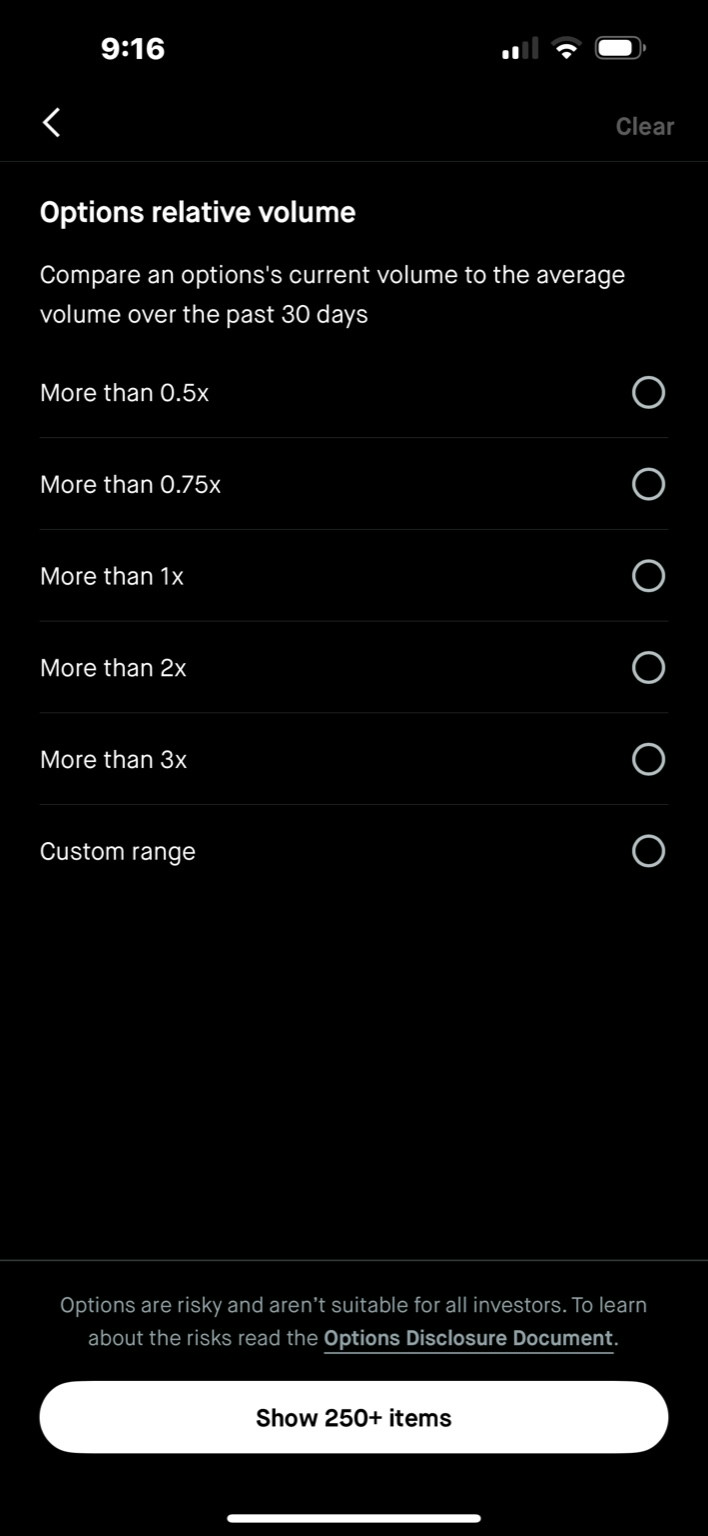 9:16
Clear
Options relative volume
Compare an options's current volume to the average
volume over the past 30 days
More than 0.5x
More than 0.75x
More than 1x
More than 2x
More than 3x
Custom range
Options are risky and aren’t suitable for all investors. To learn
about the risks read the Options Disclosure Document.
Show 250+ items